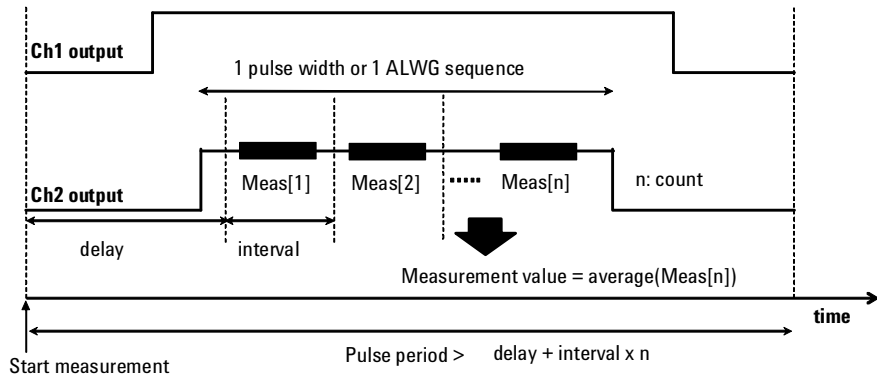 Ch1 output
1 pulse width or 1 ALWG sequence
Meas[1]
Meas[2]
Meas[n]
n: count
Ch2 output
delay
interval
Measurement value = average(Meas[n])
time
Pulse period > delay + interval x n
Start measurement